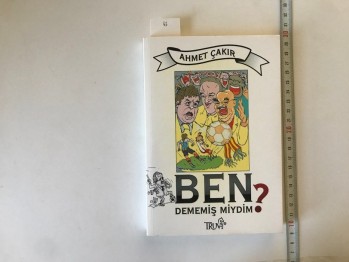 AHMET ÇAKIR
BEN
DEMEMİŞ MİYDİM?
TRUVA